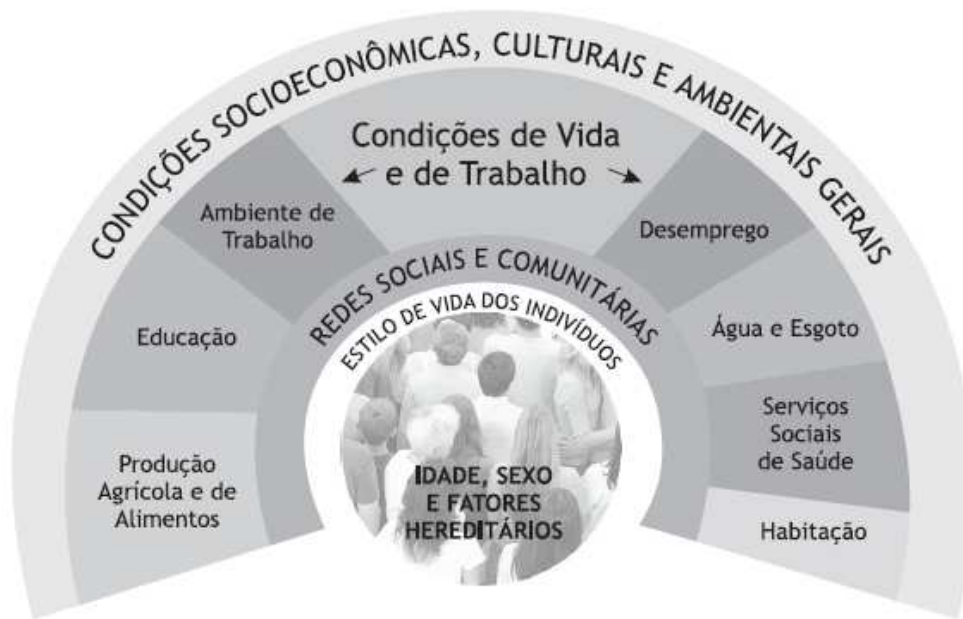 CONDIÇÕES SOCIOECONÔMICAS, CULTURAIS E AMBIENTAIS GERAIS
Condições de Vida
e de Trabalho
Ambiente de
Trabalho
Desemprego
REDES SOCIAIS E COMUNITÁRIAS
ESTILO DE VIDA DOS INDIVÍDUOS
Educação
Água e Esgoto
Produção
Agrícola e de
Alimentos
Serviços
Sociais
de Saúde
IDADE, SEXO
E FATORES
HEREDITÁRIOS
Habitação